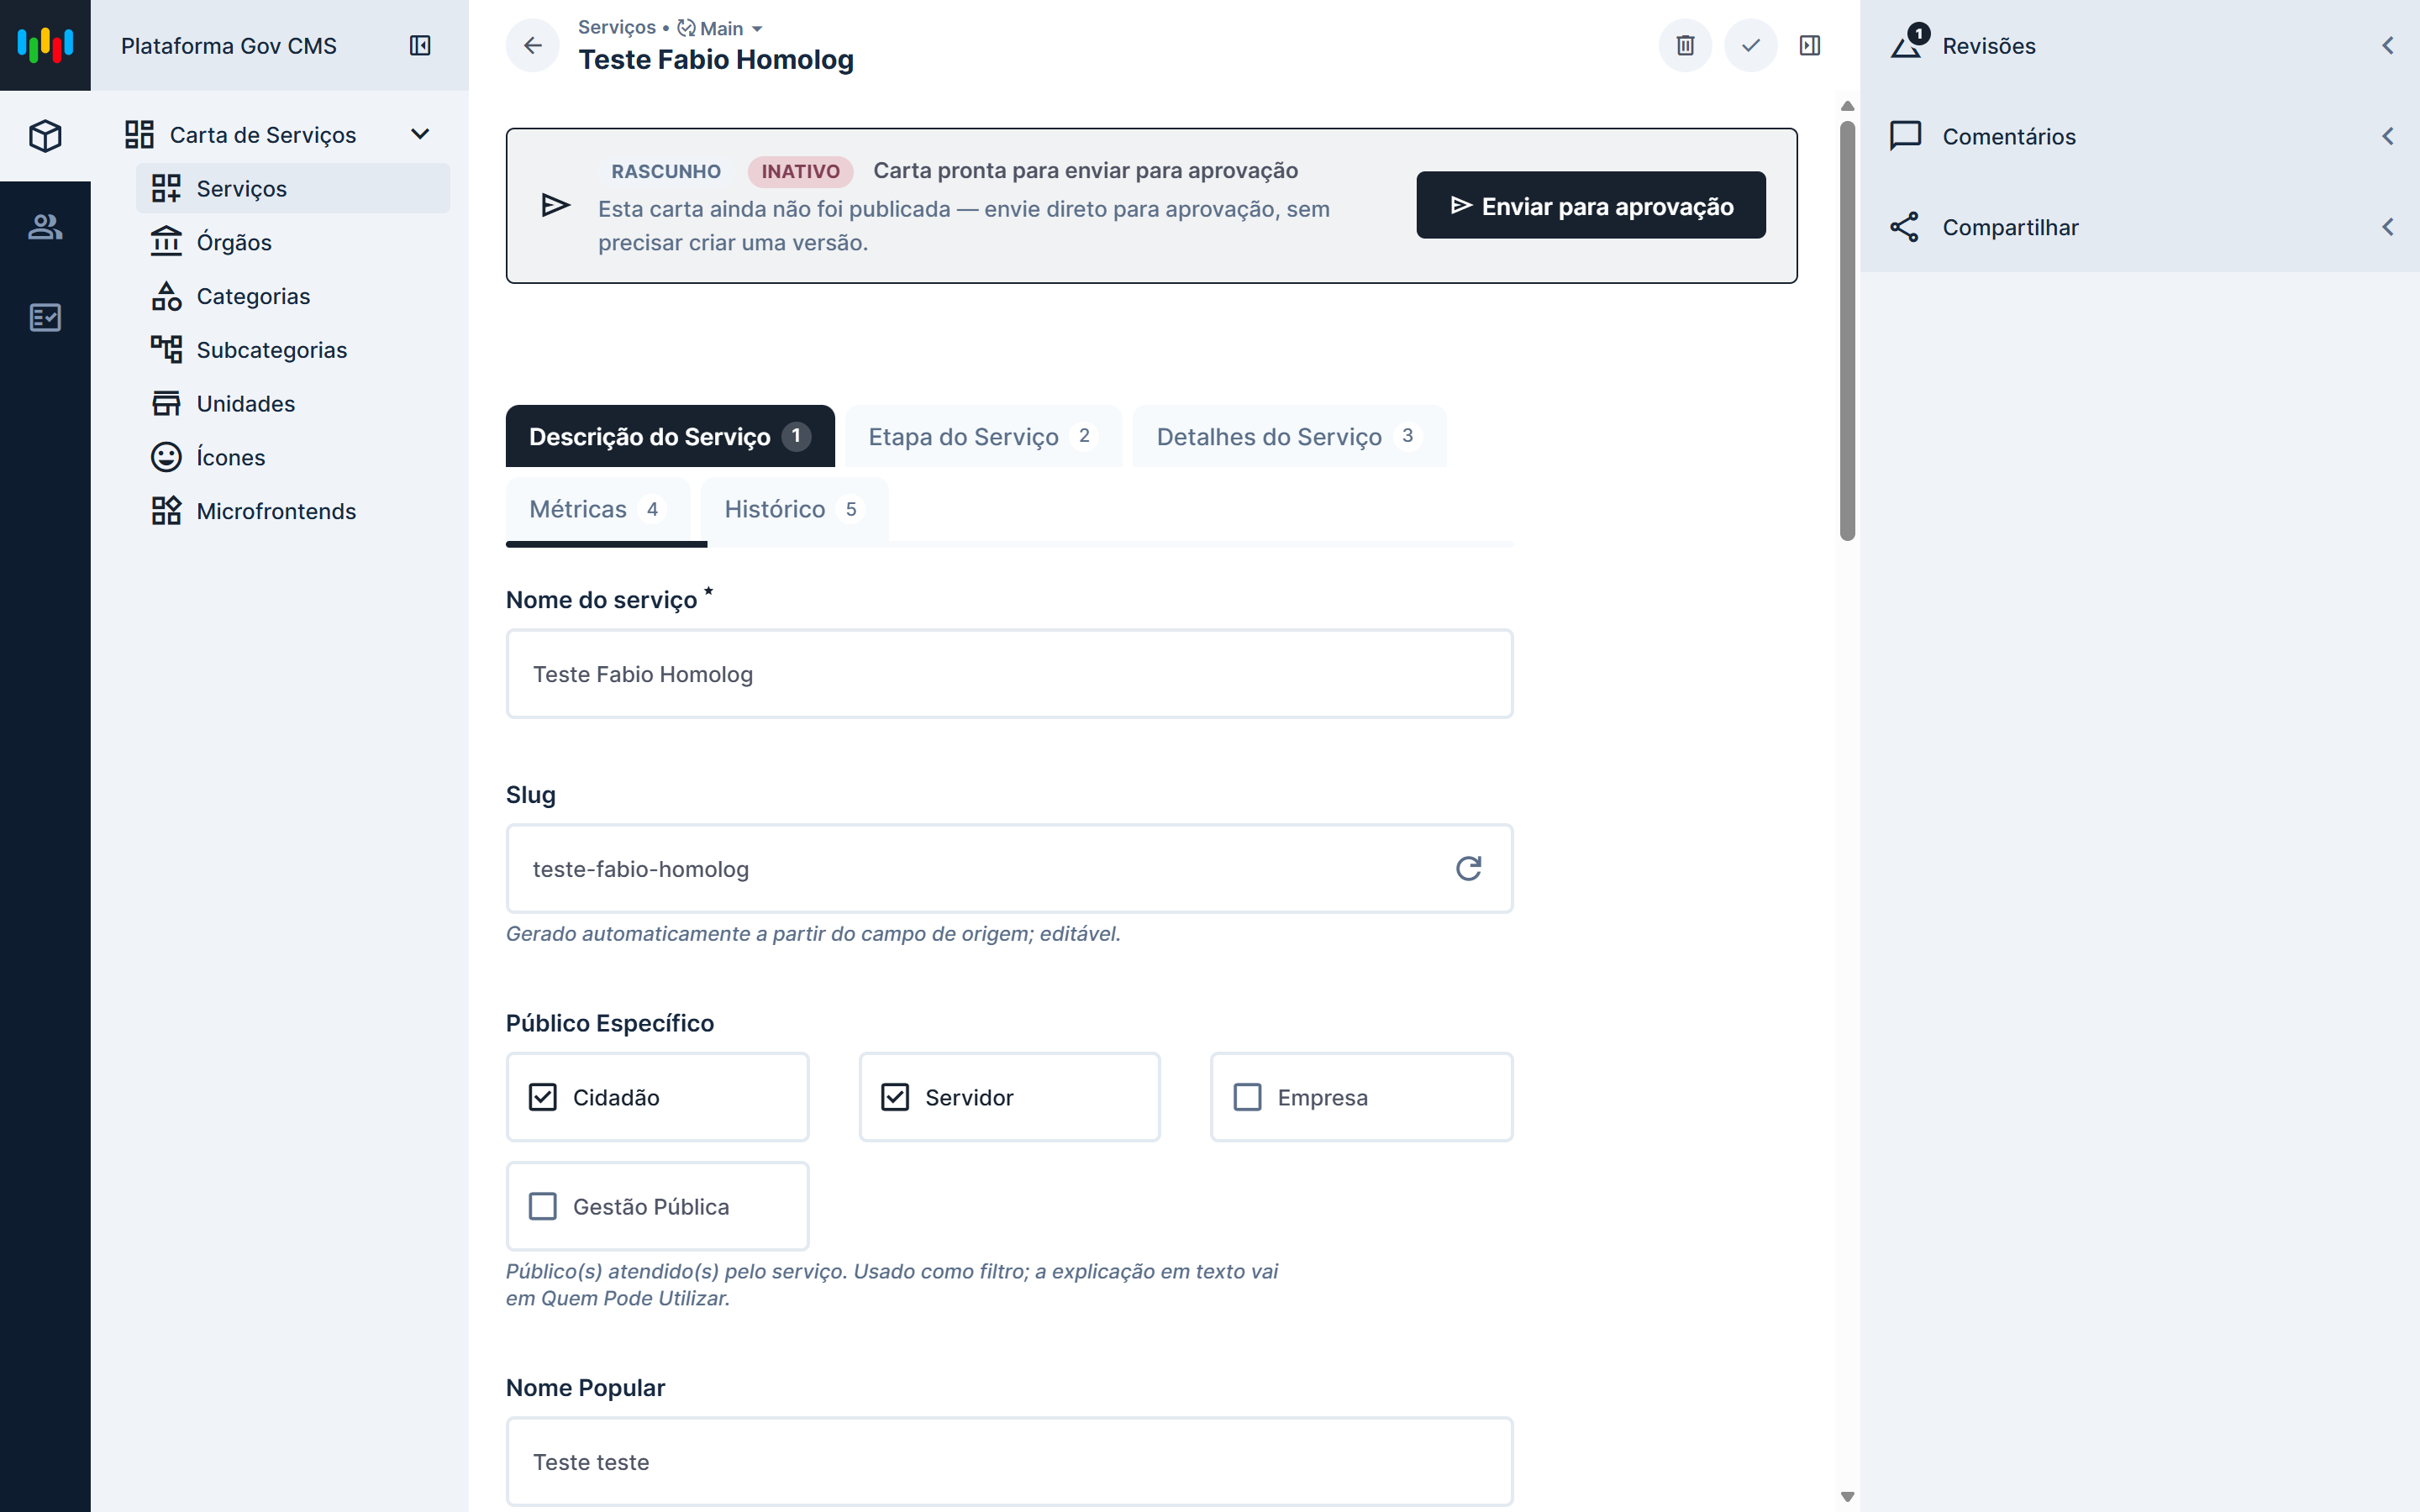 Plataforma Gov CMS
Carta de Serviços
Serviços
Órgãos
Categorias
Subcategorias
Unidades
Ícones
Microfrontends
Serviços • Main
Teste Fabio Homolog
RASCUNHO INATIVO Carta pronta para enviar para aprovação
Esta carta ainda não foi publicada — envie direto para aprovação, sem
precisar criar uma versão.
Enviar para aprovação
Descrição do Serviço 1
Etapa do Serviço 2
Detalhes do Serviço 3
Métricas 4
Histórico 5
Nome do serviço *
Teste Fabio Homolog
Slug
teste-fabio-homolog
Gerado automaticamente a partir do campo de origem; editável.
Público Específico
Cidadão
Servidor
Empresa
Gestão Pública
Público(s) atendido(s) pelo serviço. Usado como filtro; a explicação em texto vai
em Quem Pode Utilizar.
Nome Popular
Teste teste
1
Revisões
Comentários
Compartilhar